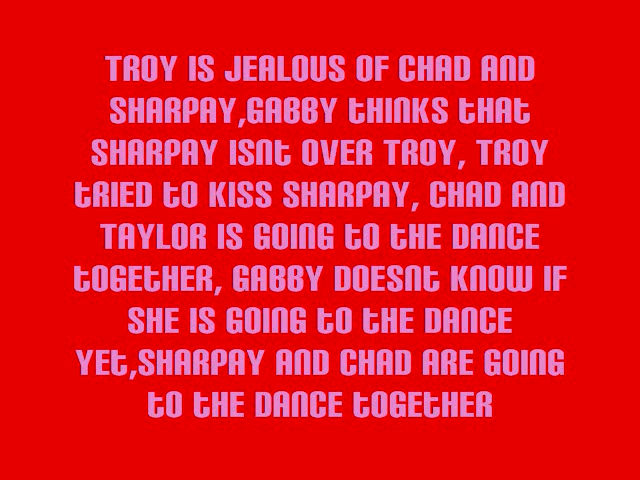 TROY IS JEALOUS OF CHAD AND
SHARPAY,GABBY tHINKS tHAt
SHARPAY ISNt OVER TROY, TROY
tRIED tO KISS SHARPAY, CHAD AND
TAYLOR IS GOING tO tHE DANCE
tOGEtHER, GABBY DOESNt KNOW IF
SHE IS GOING tO tHE DANCE
YEt,SHARPAY AND CHAD ARE GOING
tO tHE DANCE tOGEtHER